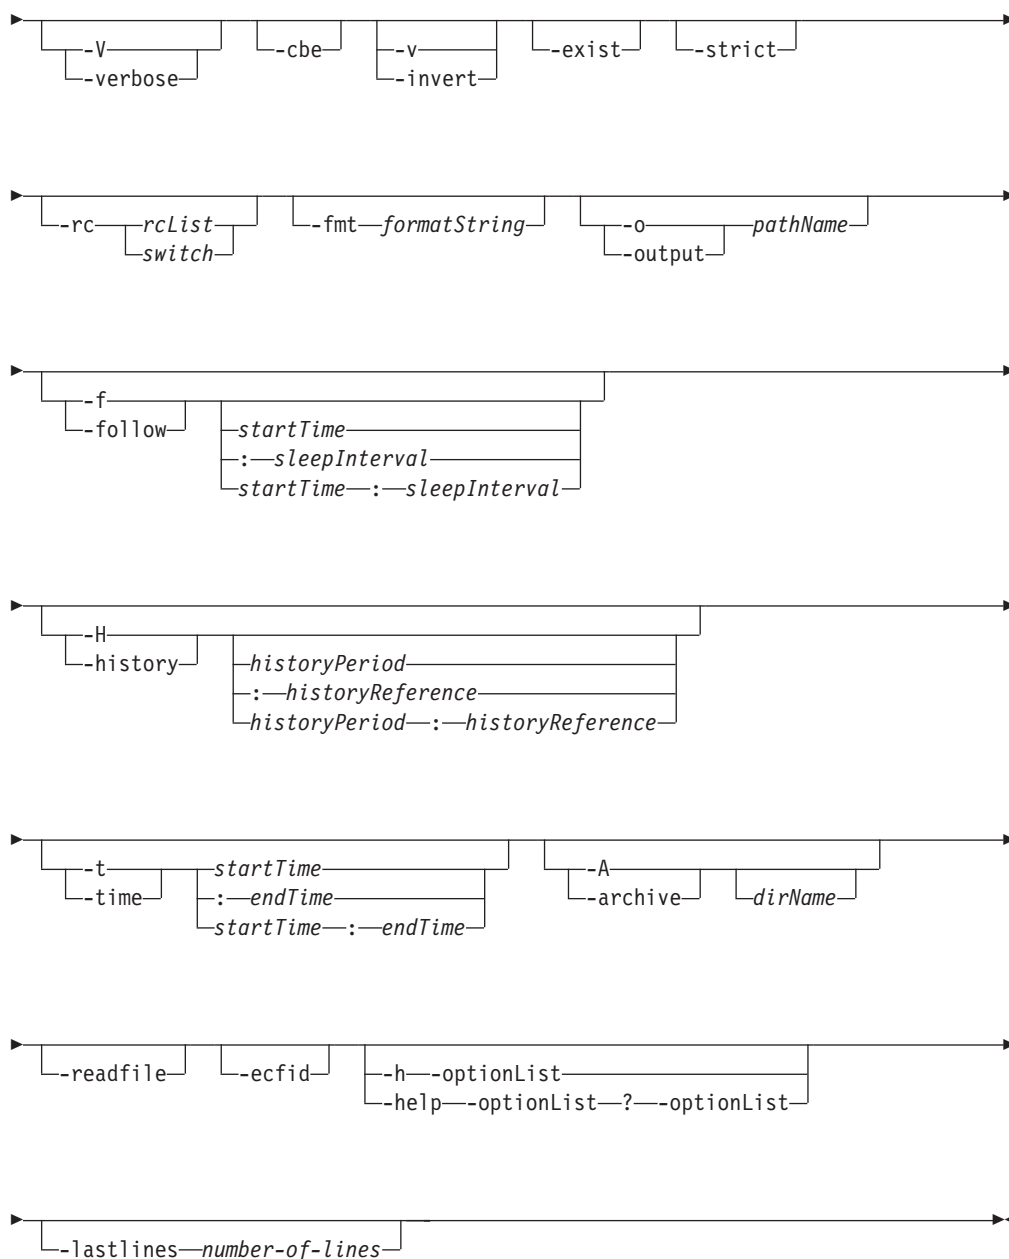 -V -cbe -v -exist -strict
-verbose -invert
-rc rcList -fmt formatString -o pathName
switch -output
-f
-follow startTime
: sleepInterval
startTime : sleepInterval
-H
-history historyPeriod
: historyReference
historyPeriod : historyReference
-t startTime -A
-time : endTime -archive dirName
startTime : endTime
-readfile -ecfid -h -optionList
-help -optionList ? -optionList
-lastlines number-of-lines